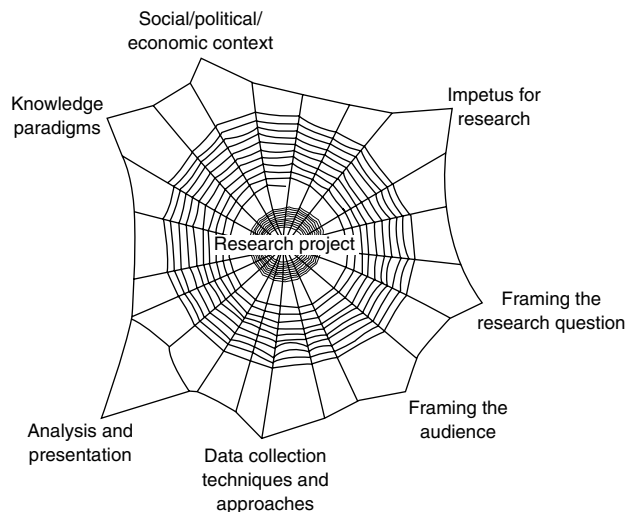 Social/political/
economic context
Knowledge
paradigms
Impetus for
research
Research project
Framing the
research question
Framing the
audience
Analysis and
presentation
Data collection
techniques and
approaches